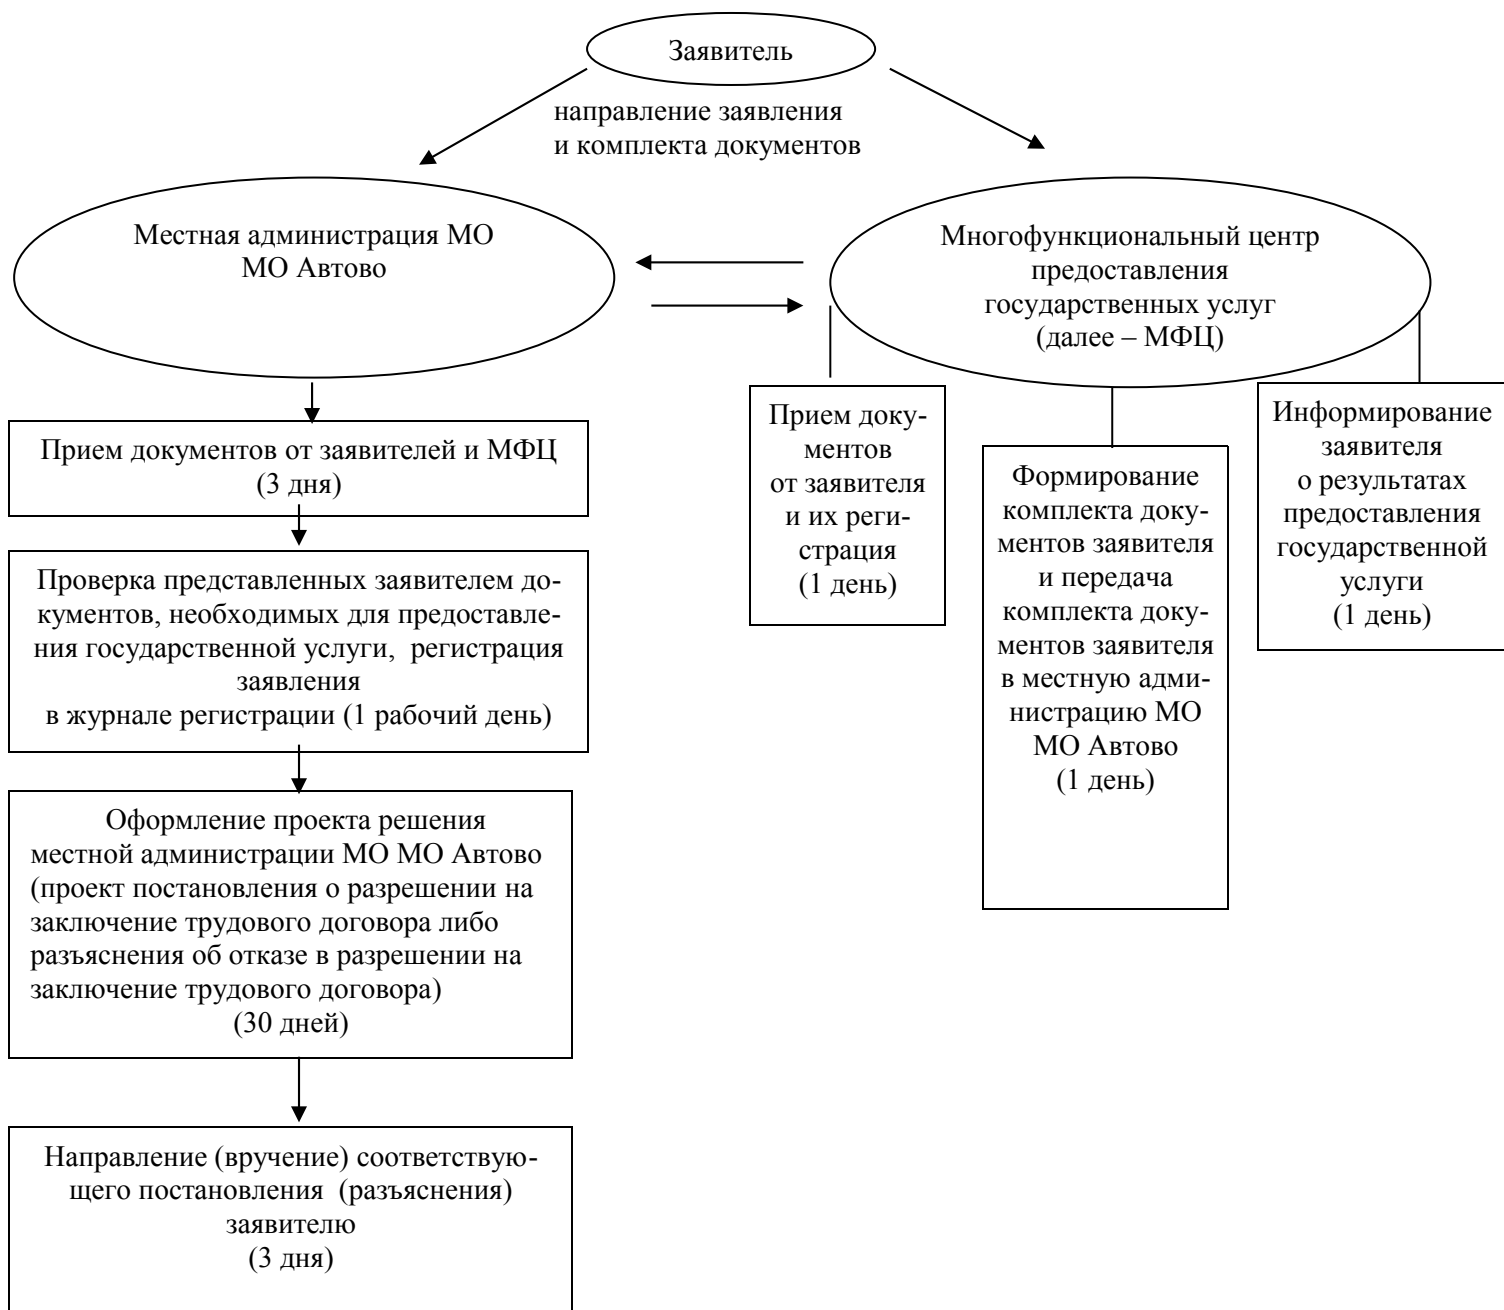 Заявитель
направление заявления
и комплекта документов
Местная администрация МО
МО Автово
Многофункциональный центр
предоставления
государственных услуг
(далее – МФЦ)
Прием документов от заявителей и МФЦ
(3 дня)
Проверка представленных заявителем до-
кументов, необходимых для предоставле-
ния государственной услуги, регистрация
заявления
в журнале регистрации (1 рабочий день)
Оформление проекта решения
местной администрации МО МО Автово
(проект постановления о разрешении на
заключение трудового договора либо
разъяснения об отказе в разрешении на
заключение трудового договора)
(30 дней)
Направление (вручение) соответствую-
щего постановления (разъяснения)
заявителю
(3 дня)
Прием доку-
ментов
от заявителя
и их реги-
страция
(1 день)
Формирование
комплекта доку-
ментов заявителя
и передача
комплекта доку-
ментов заявителя
в местную адми-
нистрацию МО
МО Автово
(1 день)
Информирование
заявителя
о результатах
предоставления
государственной
услуги
(1 день)